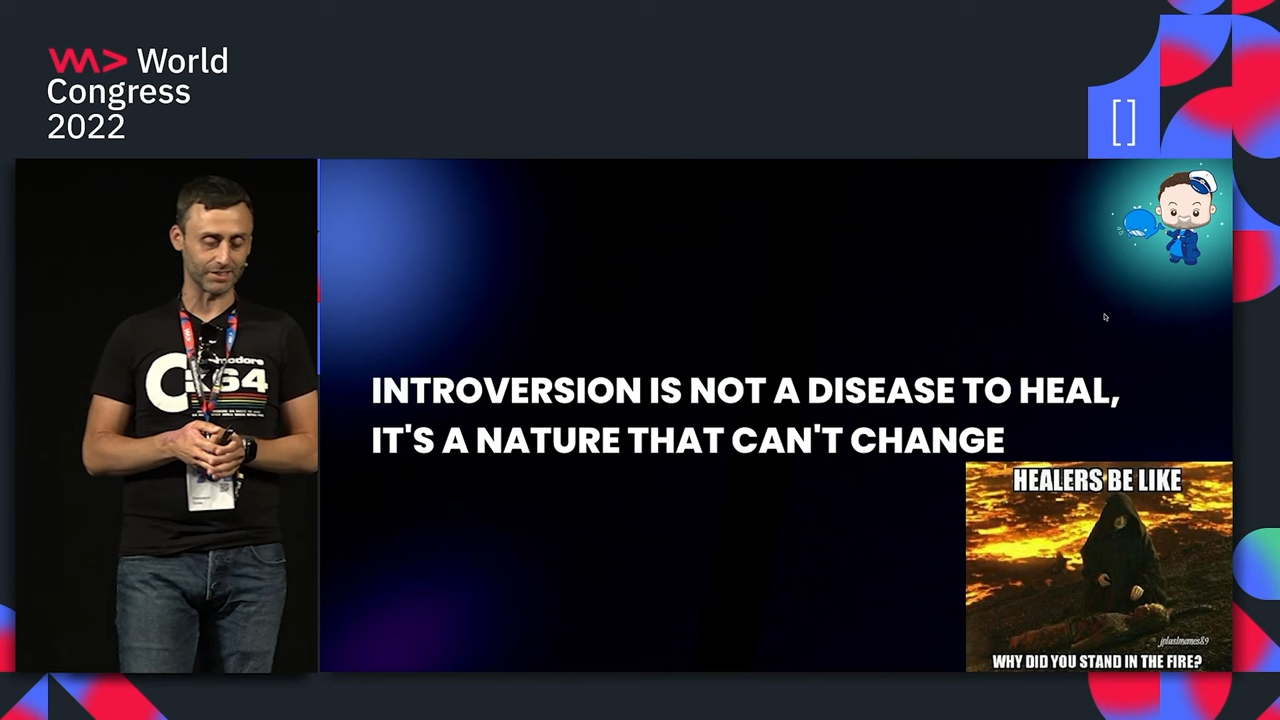 World
Congress
2022
[]
INTROVERSION IS NOT A DISEASE TO HEAL,
IT'S A NATURE THAT CAN'T CHANGE
HEALERS BE LIKE
jplus1memes89
WHY DID YOU STAND IN THE FIRE?